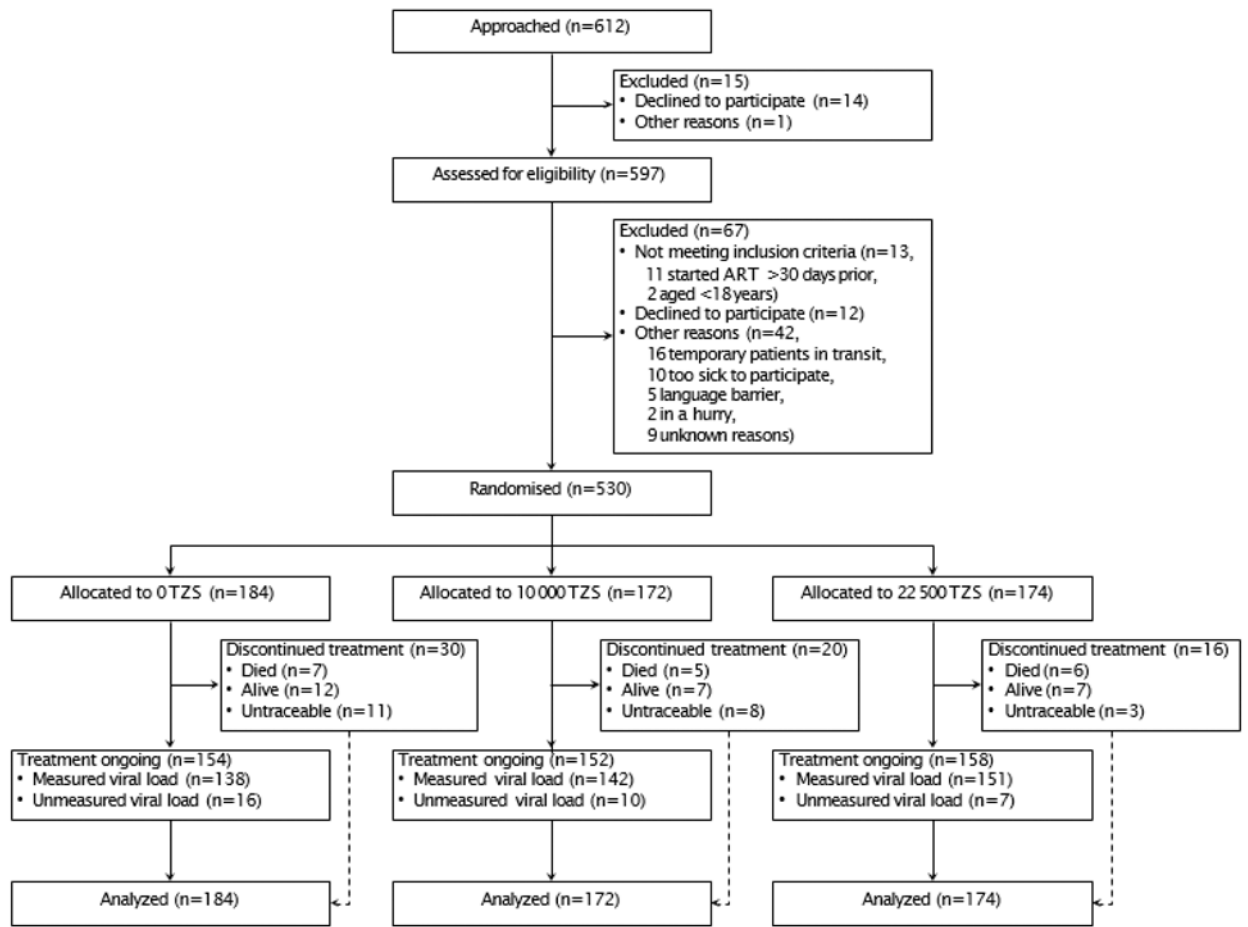 Approached (n=612)
Excluded (n=15)
• Declined to participate (n=14)
• Other reasons (n=1)
Assessed for eligibility (n=597)
Excluded (n=67)
• Not meeting inclusion criteria (n=13,
11 started ART >30 days prior,
2 aged <18 years)
• Declined to participate (n=12)
• Other reasons (n=42,
16 temporary patients in transit,
10 too sick to participate,
5 language barrier,
2 in a hurry,
9 unknown reasons)
Randomised (n=530)
Allocated to 0 TZS (n=184)
Allocated to 10 000 TZS (n=172)
Allocated to 22 500 TZS (n=174)
Discontinued treatment (n=30)
• Died (n=7)
• Alive (n=12)
• Untraceable (n=11)
Discontinued treatment (n=20)
• Died (n=5)
• Alive (n=7)
• Untraceable (n=8)
Discontinued treatment (n=16)
• Died (n=6)
• Alive (n=7)
• Untraceable (n=3)
Treatment ongoing (n=154)
• Measured viral load (n=138)
• Unmeasured viral load (n=16)
Treatment ongoing (n=152)
• Measured viral load (n=142)
• Unmeasured viral load (n=10)
Treatment ongoing (n=158)
• Measured viral load (n=151)
• Unmeasured viral load (n=7)
Analyzed (n=184)
Analyzed (n=172)
Analyzed (n=174)